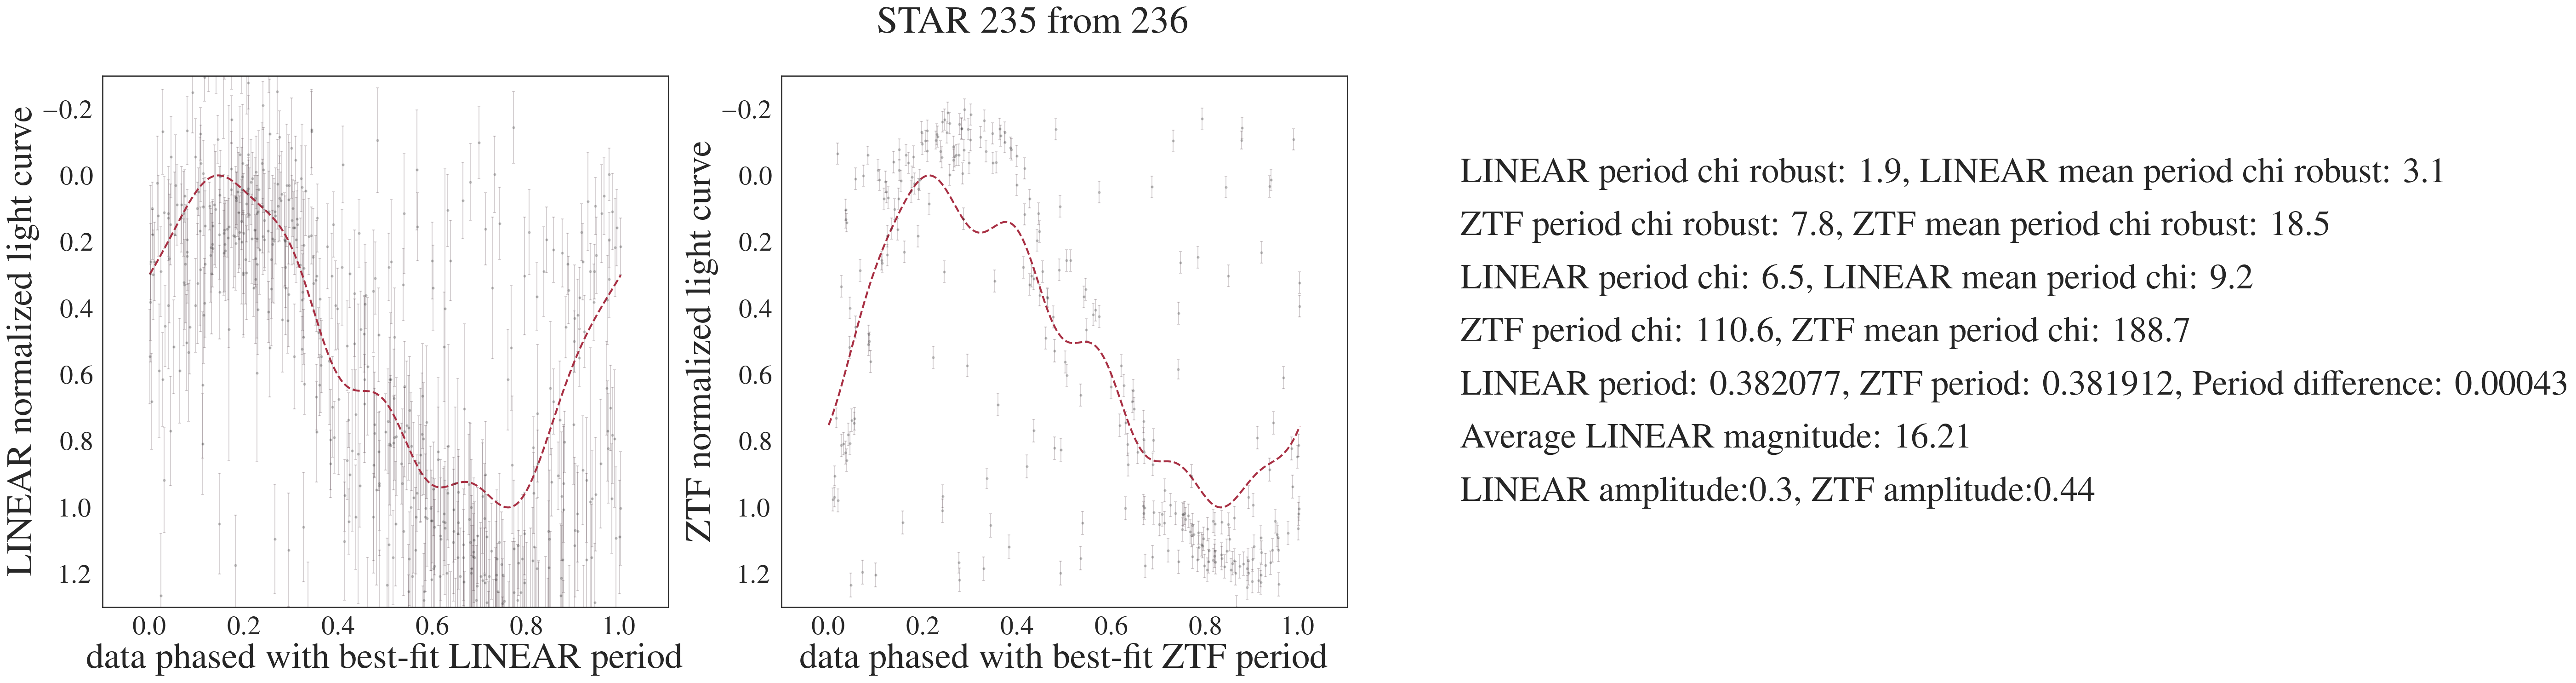 STAR 235 from 236
LINEAR normalized light curve
−0.2
0.0
0.2
0.4
0.6
0.8
1.0
1.2
0.0 0.2 0.4 0.6 0.8 1.0
data phased with best-fit LINEAR period
ZTF normalized light curve
−0.2
0.0
0.2
0.4
0.6
0.8
1.0
1.2
0.0 0.2 0.4 0.6 0.8 1.0
data phased with best-fit ZTF period
LINEAR period chi robust: 1.9, LINEAR mean period chi robust: 3.1
ZTF period chi robust: 7.8, ZTF mean period chi robust: 18.5
LINEAR period chi: 6.5, LINEAR mean period chi: 9.2
ZTF period chi: 110.6, ZTF mean period chi: 188.7
LINEAR period: 0.382077, ZTF period: 0.381912, Period difference: 0.00043
Average LINEAR magnitude: 16.21
LINEAR amplitude:0.3, ZTF amplitude:0.44